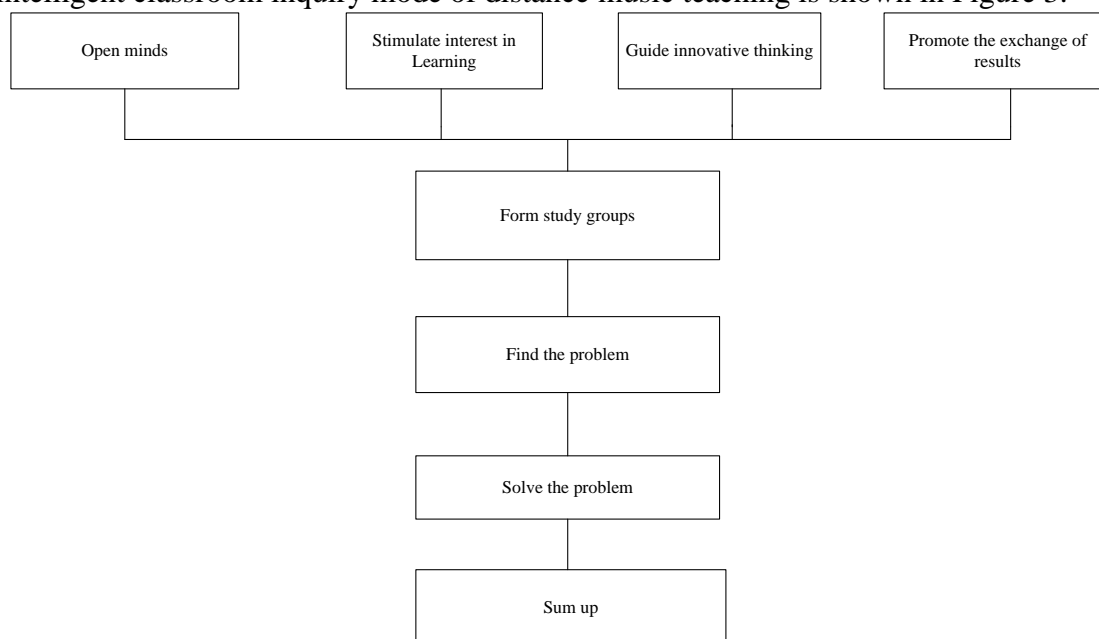 intelligent classroom inquiry mode of distance music teaching is shown in Figure 3.
Open minds
Stimulate interest in
Learning
Guide innovative thinking
Promote the exchange of
results
Form study groups
Find the problem
Solve the problem
Sum up